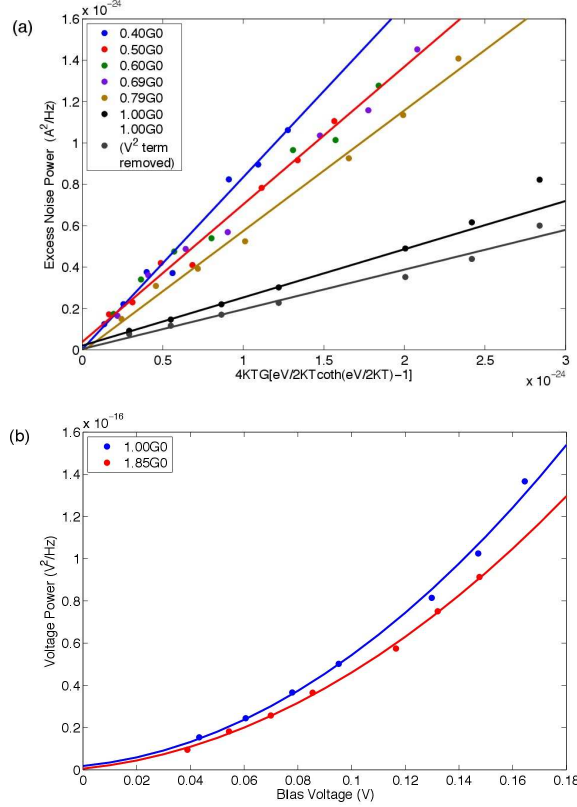 (a)
x 10^-24
1.6
1.4
1.2
1
0.8
0.6
0.4
0.2
0
Excess Noise Power (A^2/Hz)
0.40G0
0.50G0
0.60G0
0.69G0
0.79G0
1.00G0
1.00G0
(V^2 term
removed)
0 0.5 1 1.5 2 2.5 3
4KTG[eV/2KTcoth(eV/2KT)−1]
x 10^-24
(b)
x 10^-16
1.6
1.4
1.2
1
0.8
0.6
0.4
0.2
0
Voltage Power (V^2/Hz)
1.00G0
1.85G0
0 0.02 0.04 0.06 0.08 0.1 0.12 0.14 0.16 0.18
Bias Voltage (V)